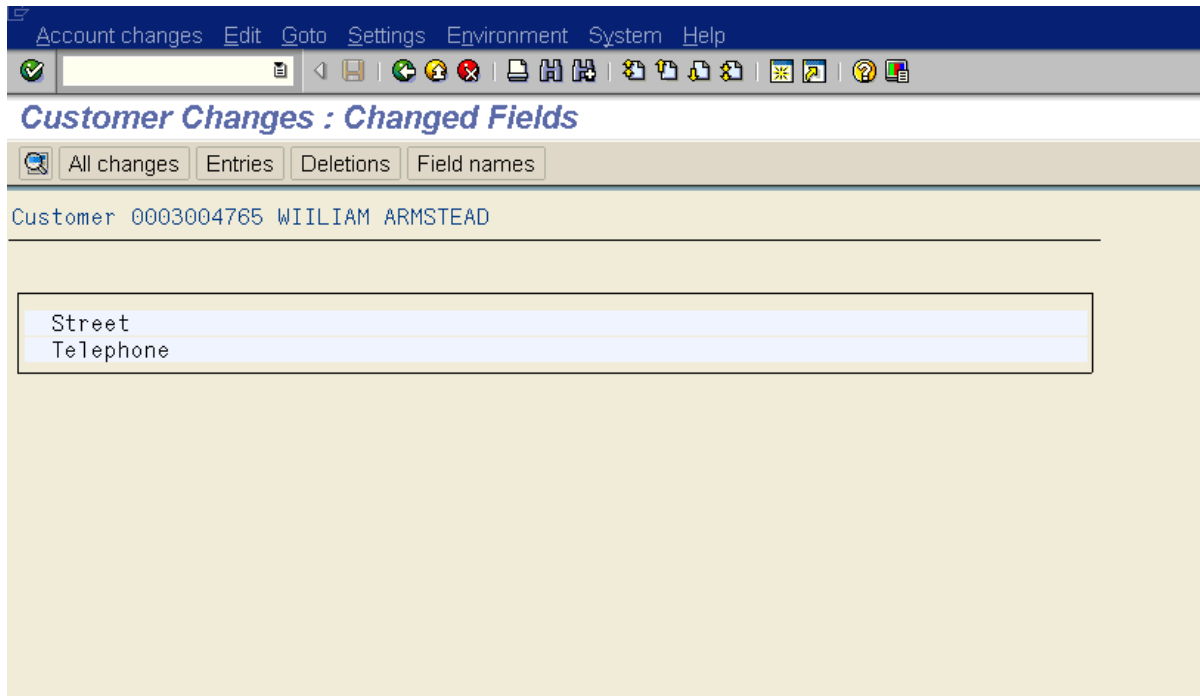 Account changes Edit Goto Settings Environment System Help
Customer Changes : Changed Fields
All changes Entries Deletions Field names
Customer 0003004765 WIILIAM ARMSTEAD
Street
Telephone